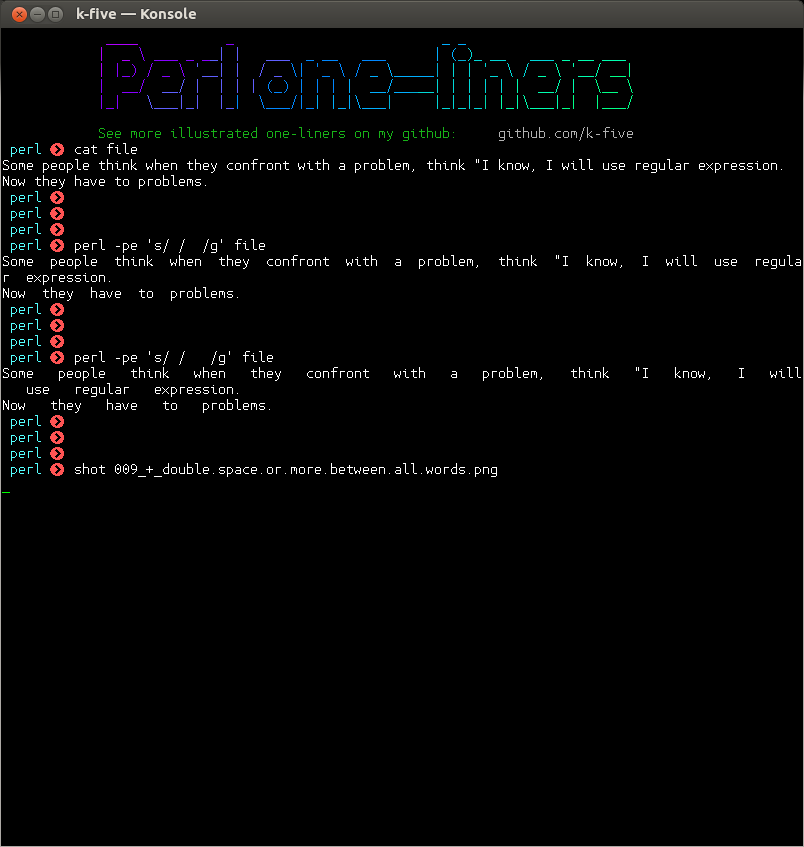 k-five — Konsole
Perl one-liners
See more illustrated one-liners on my github:     github.com/k-five
perl cat file
Some people think when they confront with a problem, think "I know, I will use regular expression.
Now they have to problems.
perl
perl
perl
perl perl -pe 's/ /  /g' file
Some  people  think  when  they  confront  with  a  problem,  think  "I  know,  I  will  use  regula
r  expression.
Now  they  have  to  problems.
perl
perl
perl
perl perl -pe 's/ /   /g' file
Some   people   think   when   they   confront   with   a   problem,   think   "I   know,   I   will
   use   regular   expression.
Now   they   have   to   problems.
perl
perl
perl
perl shot 009_+_double.space.or.more.between.all.words.png